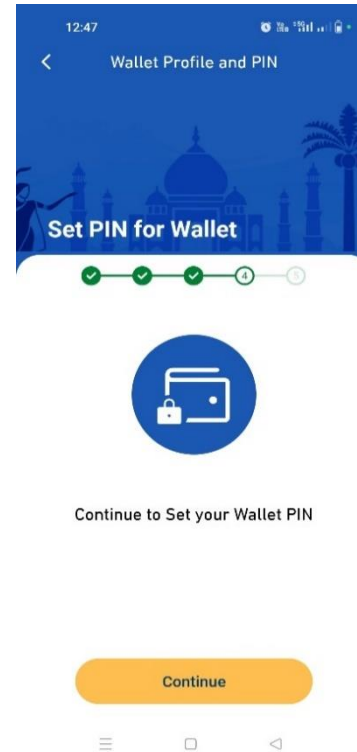 12:47
Wallet Profile and PIN
Set PIN for Wallet
4
5
Continue to Set your Wallet PIN
Continue